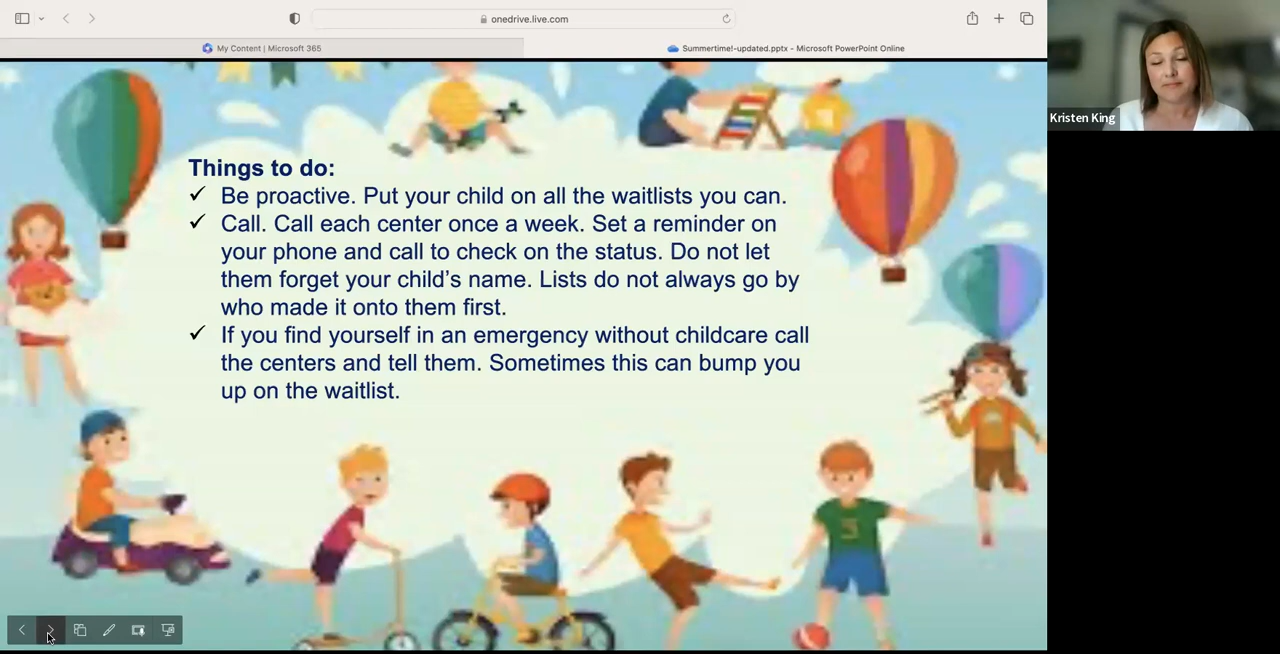 onedrive.live.com
My Content | Microsoft 365
Summertime!-updated.pptx - Microsoft PowerPoint Online
Kristen King
Things to do:
✓ Be proactive. Put your child on all the waitlists you can.
✓ Call. Call each center once a week. Set a reminder on
your phone and call to check on the status. Do not let
them forget your child’s name. Lists do not always go by
who made it onto them first.
✓ If you find yourself in an emergency without childcare call
the centers and tell them. Sometimes this can bump you
up on the waitlist.
3